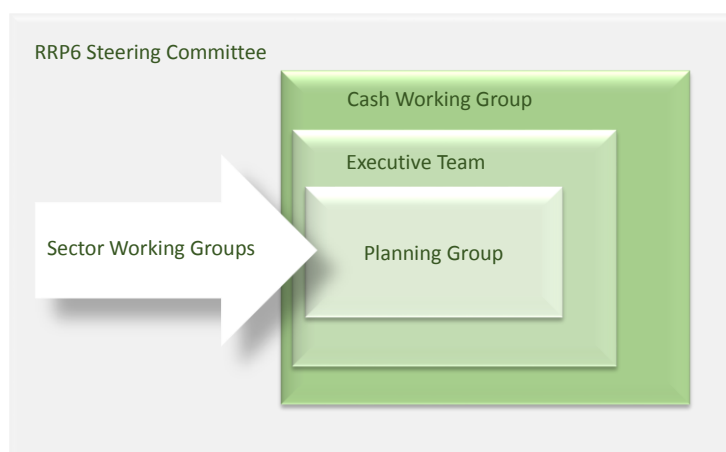 RRP6 Steering Committee
Cash Working Group
Executive Team
Sector Working Groups
Planning Group